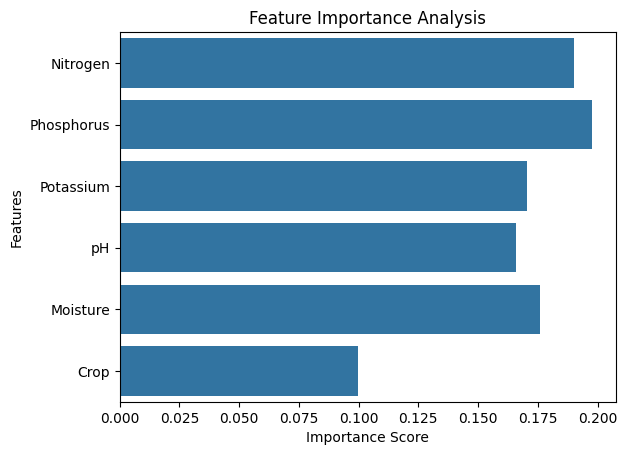 Feature Importance Analysis
Features
Nitrogen
Phosphorus
Potassium
pH
Moisture
Crop
0.000 0.025 0.050 0.075 0.100 0.125 0.150 0.175 0.200
Importance Score